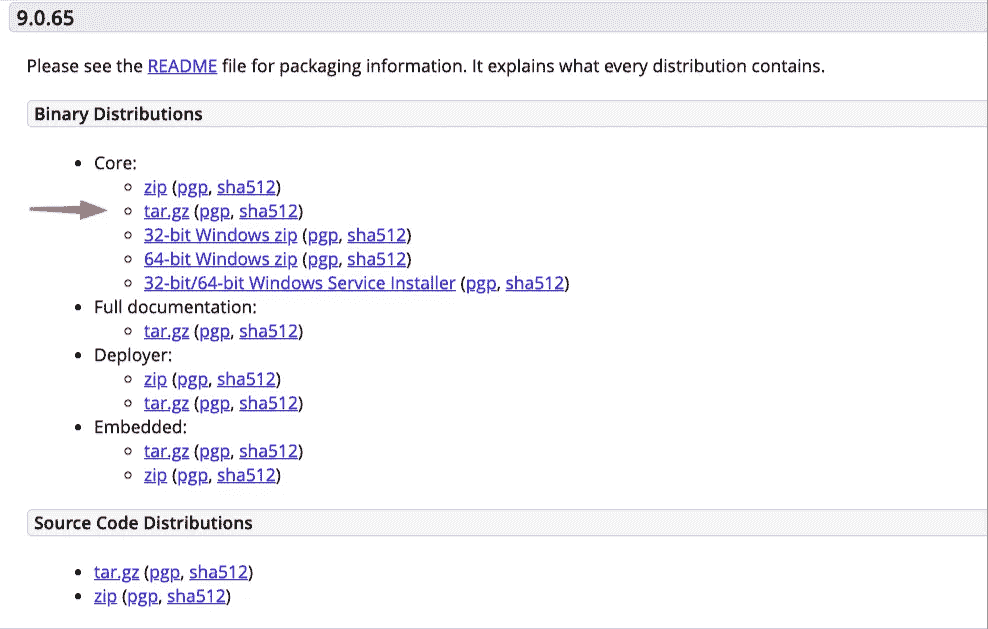 9.0.65
Please see the README file for packaging information. It explains what every distribution contains.
Binary Distributions
Core:
zip (pgp, sha512)
tar.gz (pgp, sha512)
32-bit Windows zip (pgp, sha512)
64-bit Windows zip (pgp, sha512)
32-bit/64-bit Windows Service Installer (pgp, sha512)
Full documentation:
tar.gz (pgp, sha512)
Deployer:
zip (pgp, sha512)
tar.gz (pgp, sha512)
Embedded:
tar.gz (pgp, sha512)
zip (pgp, sha512)
Source Code Distributions
tar.gz (pgp, sha512)
zip (pgp, sha512)